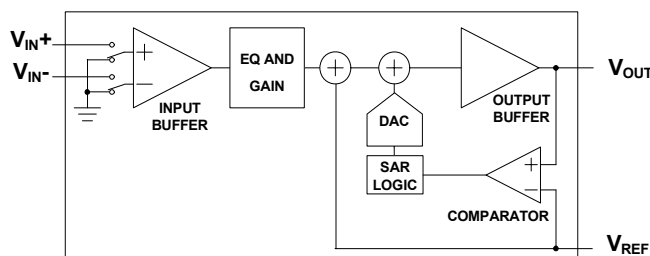 VIN+
VIN-
+
−
INPUT
BUFFER
EQ AND
GAIN
+
+
DAC
SAR
LOGIC
OUTPUT
BUFFER
VOUT
+
−
COMPARATOR
VREF